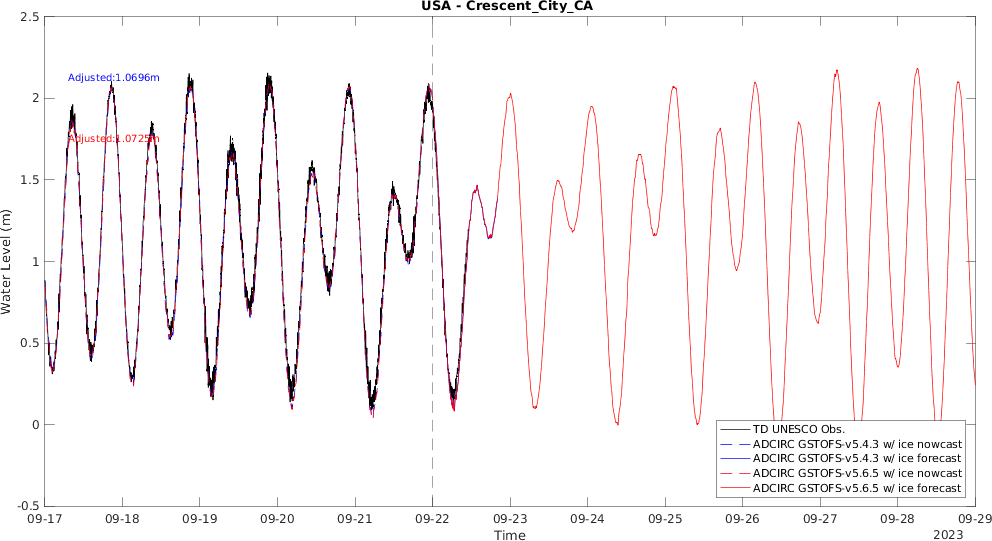 USA - Crescent_City_CA
2.5
2
1.5
1
0.5
0
-0.5
Water Level (m)
Adjusted:1.0696m
Adjusted:1.0725m
TD UNESCO Obs.
ADCIRC GSTOFS-v5.4.3 w/ ice nowcast
ADCIRC GSTOFS-v5.4.3 w/ ice forecast
ADCIRC GSTOFS-v5.6.5 w/ ice nowcast
ADCIRC GSTOFS-v5.6.5 w/ ice forecast
09-17 09-18 09-19 09-20 09-21 09-22 09-23 09-24 09-25 09-26 09-27 09-28 09-29
Time
2023